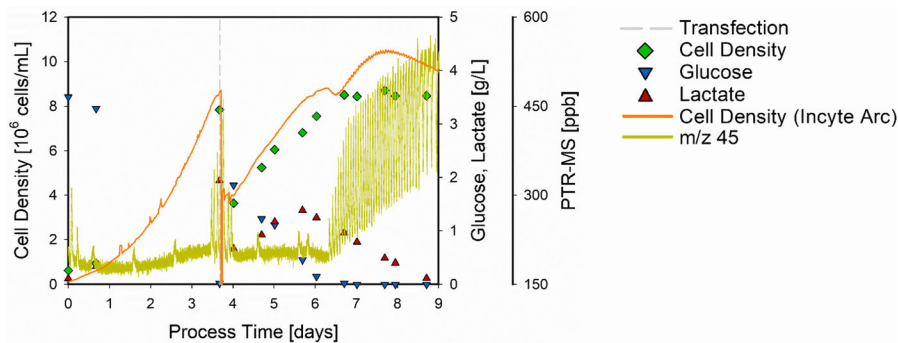 12
10
8
6
4
2
0
Cell Density [10⁶ cells/mL]
0 1 2 3 4 5 6 7 8 9
Process Time [days]
5
4
3
2
1
0
Glucose, Lactate [g/L]
600
450
300
150
PTR-MS [ppb]
Transfection
Cell Density
Glucose
Lactate
Cell Density (Incyte Arc)
m/z 45